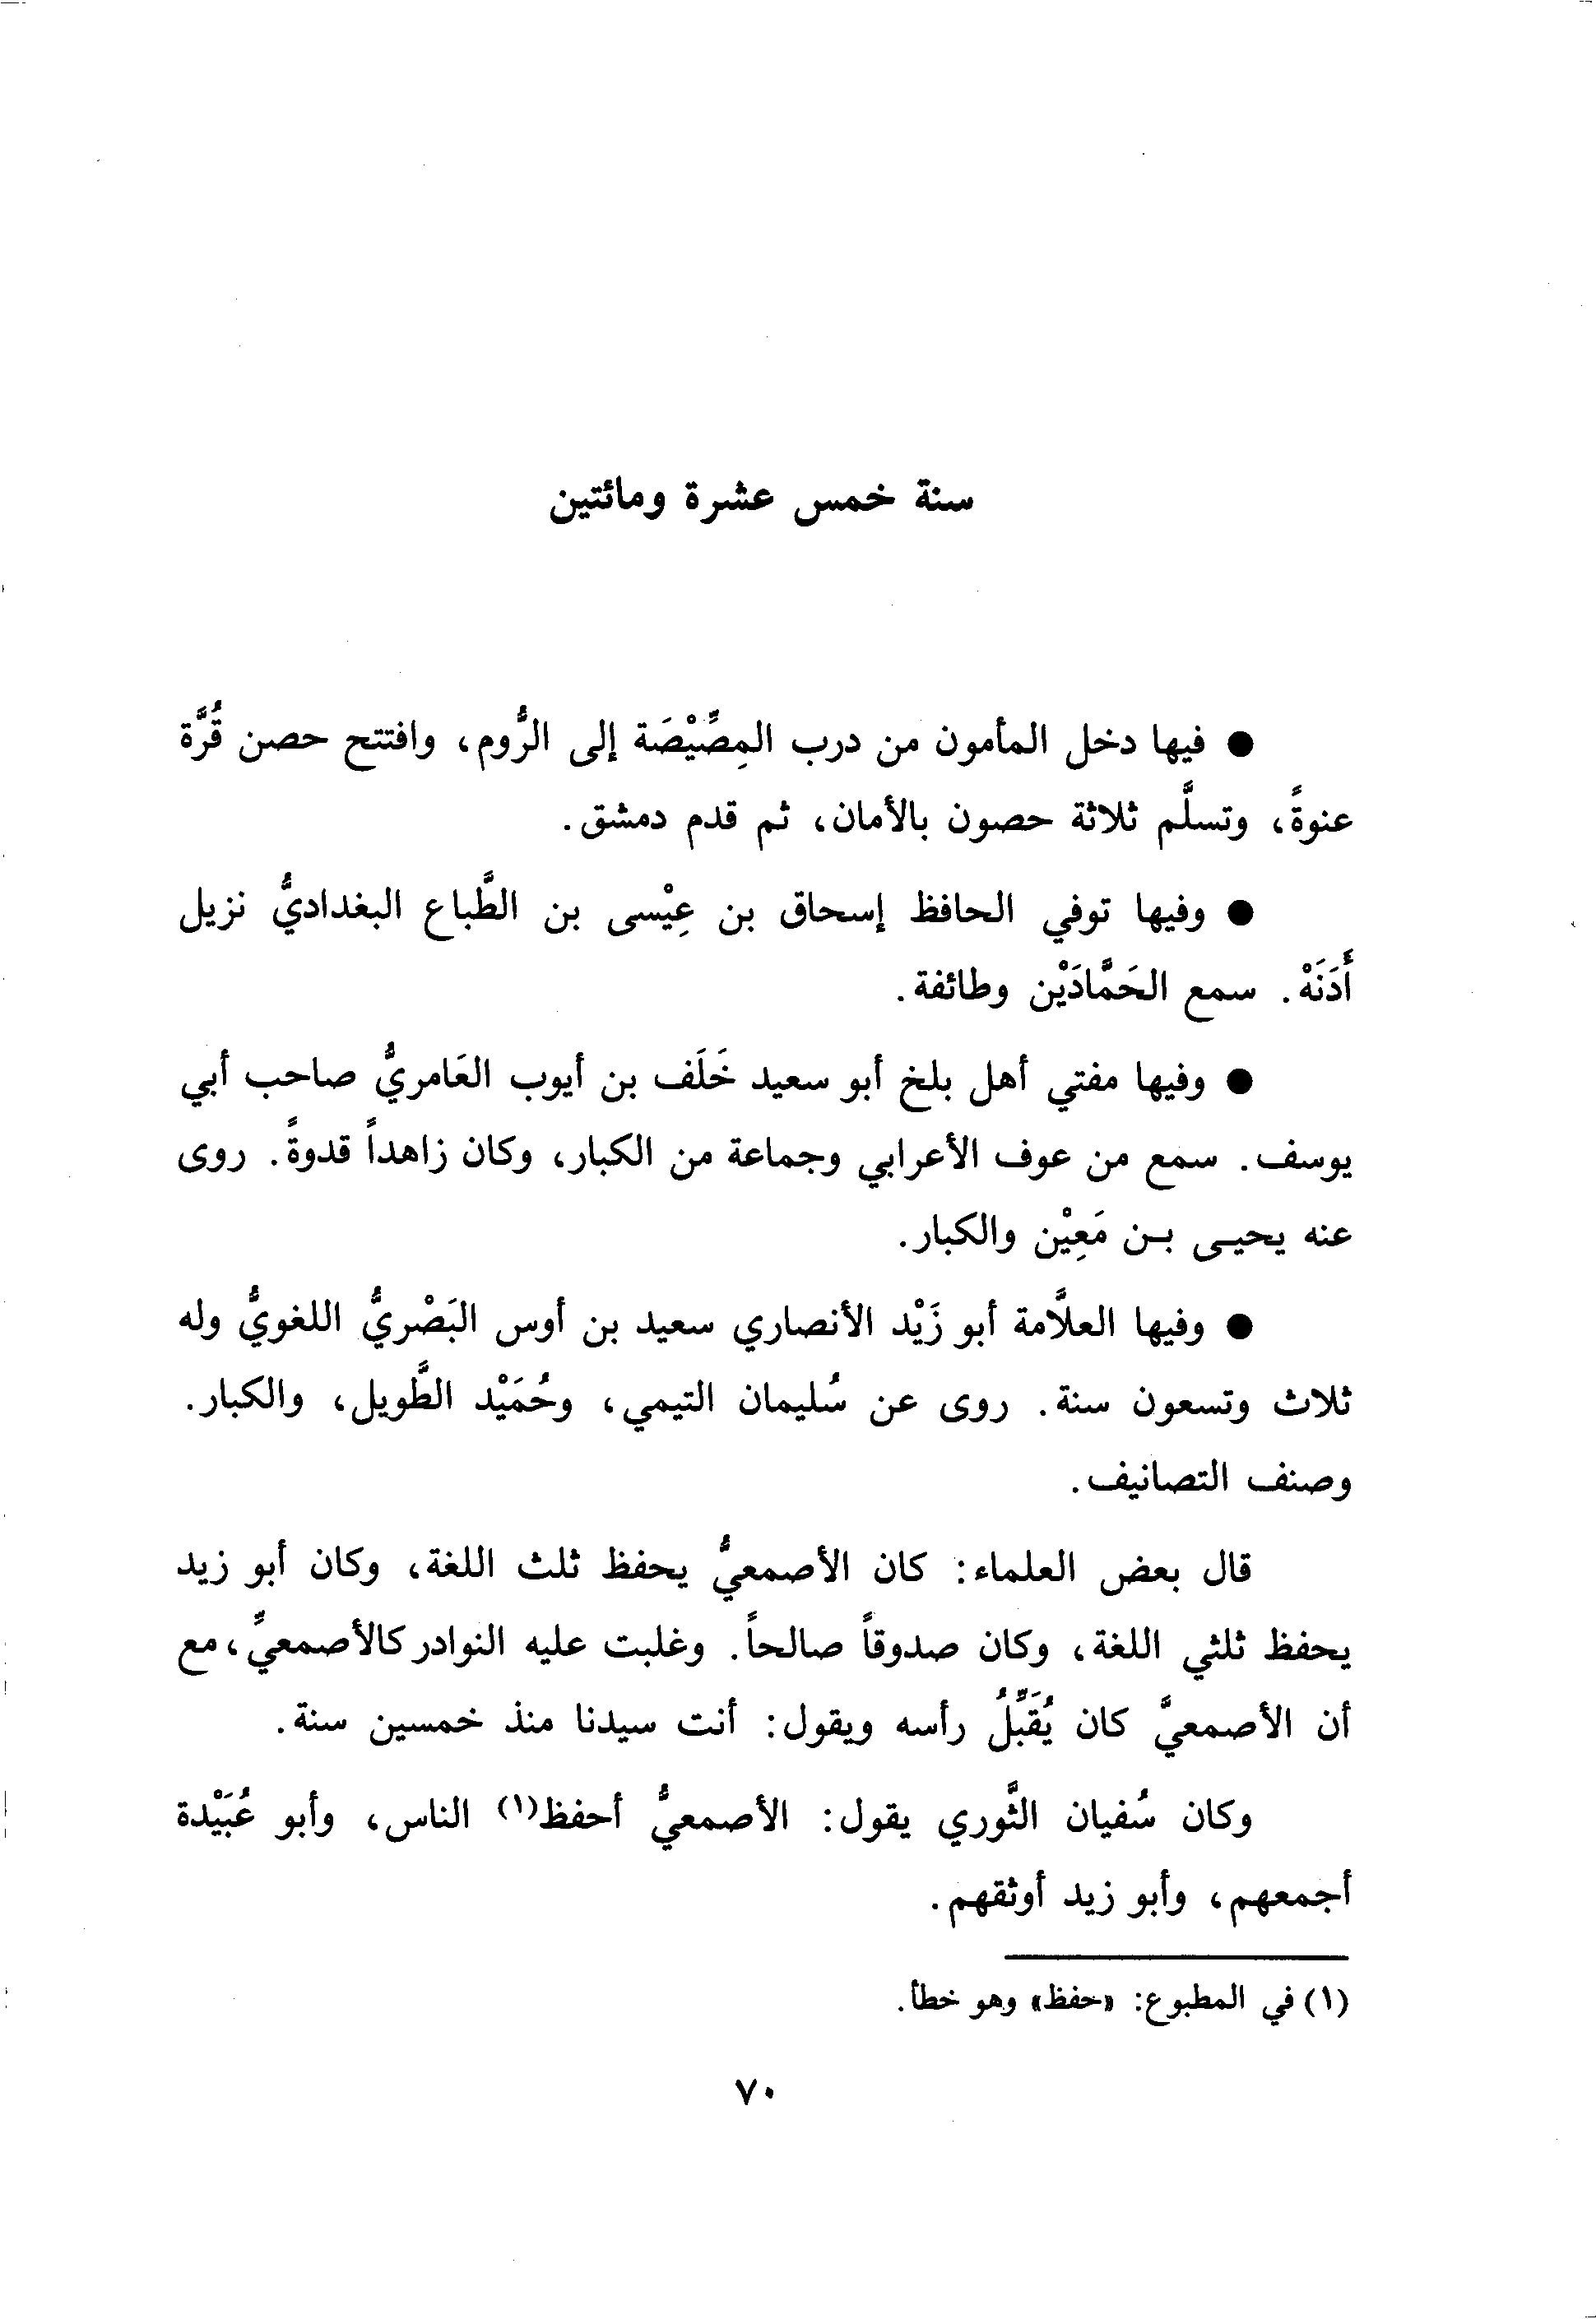 سنة خمس عشرة ومائتين
● فيها دخل المأمون من درب المِصِّيْصَة إلى الرُّوم، وافتتح حصن قُرَّة
عنوةً، وتسلَّم ثلاثة حصون بالأمان، ثم قدم دمشق.
● وفيها توفي الحافظ إسحاق بن عِيْسى بن الطَّباع البغداديُّ نزيل
أَدَنَهْ. سمع الحَمَّادَيْن وطائفة.
● وفيها مفتي أهل بلخ أبو سعيد خَلَف بن أيوب العَامريُّ صاحب أبي
يوسف. سمع من عوف الأعرابي وجماعة من الكبار، وكان زاهداً قدوةً. روى
عنه يحيى بن مَعِيْن والكبار.
● وفيها العلاَّمة أبو زَيْد الأنصاري سعيد بن أوس البَصْريُّ اللغويُّ وله
ثلاث وتسعون سنة. روى عن سُليمان التيمي، وحُمَيْد الطَّويل، والكبار.
وصنف التصانيف.
قال بعض العلماء: كان الأصمعيُّ يحفظ ثلث اللغة، وكان أبو زيد
يحفظ ثلثي اللغة، وكان صدوقاً صالحاً. وغلبت عليه النوادر كالأصمعيِّ، مع
أن الأصمعيَّ كان يُقَبِّلُ رأسه ويقول: أنت سيدنا منذ خمسين سنة.
وكان سُفيان الثَّوري يقول: الأصمعيُّ أحفظ(١) الناس، وأبو عُبَيْدة
أجمعهم، وأبو زيد أوثقهم.
(١) في المطبوع: «حفظ» وهو خطأ.
٧٠